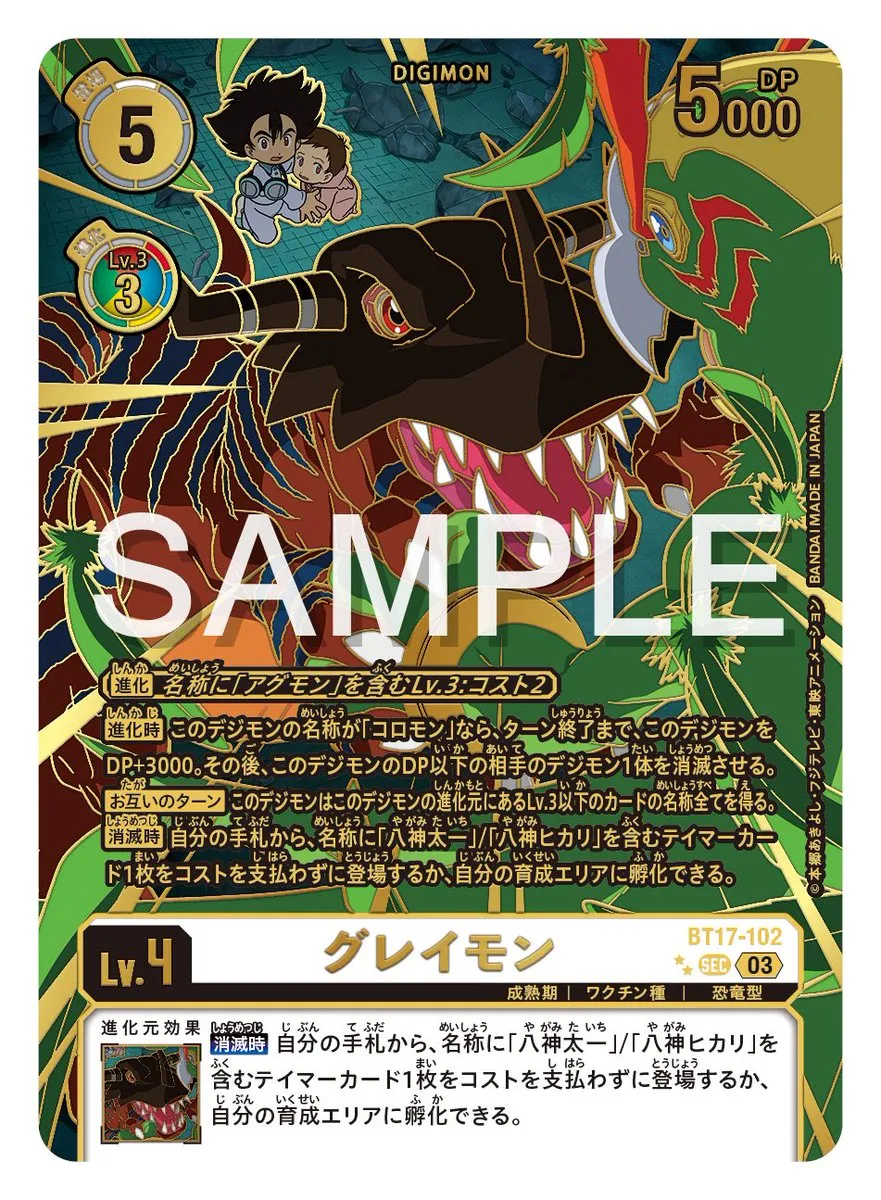 DIGIMON
登場
5
DP
5000
進化
Lv.3
3
SAMPLE
進化 名称に「アグモン」を含むLv.3:コスト2
進化時 このデジモンの名称が「コロモン」なら、ターン終了まで、このデジモンを
DP+3000。その後、このデジモンのDP以下の相手のデジモン1体を消滅させる。
お互いのターン このデジモンはこのデジモンの進化元にあるLv.3以下のカードの名称全てを得る。
消滅時 自分の手札から、名称に「八神太一」/「八神ヒカリ」を含むテイマーカー
ド1枚をコストを支払わずに登場するか、自分の育成エリアに孵化できる。
©本郷あきよし・フジテレビ・東映アニメーション BANDAI MADE IN JAPAN
Lv.4
グレイモン
BT17-102
SEC 03
成熟期 | ワクチン種 | 恐竜型
進化元効果
消滅時 自分の手札から、名称に「八神太一」/「八神ヒカリ」を
含むテイマーカード1枚をコストを支払わずに登場するか、
自分の育成エリアに孵化できる。